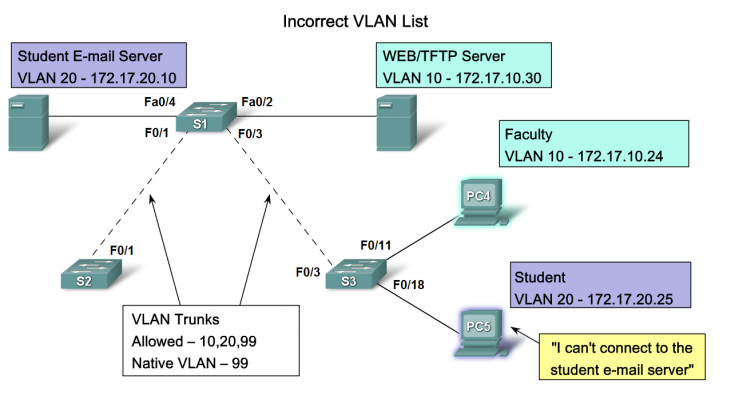 Incorrect VLAN List
Student E-mail Server
VLAN 20 - 172.17.20.10
WEB/TFTP Server
VLAN 10 - 172.17.10.30
Fa0/4
Fa0/2
S1
F0/1
F0/3
Faculty
VLAN 10 - 172.17.10.24
PC4
F0/11
F0/1
S2
F0/3
S3
F0/18
Student
VLAN 20 - 172.17.20.25
PC5
VLAN Trunks
Allowed – 10,20,99
Native VLAN – 99
"I can't connect to the
student e-mail server"